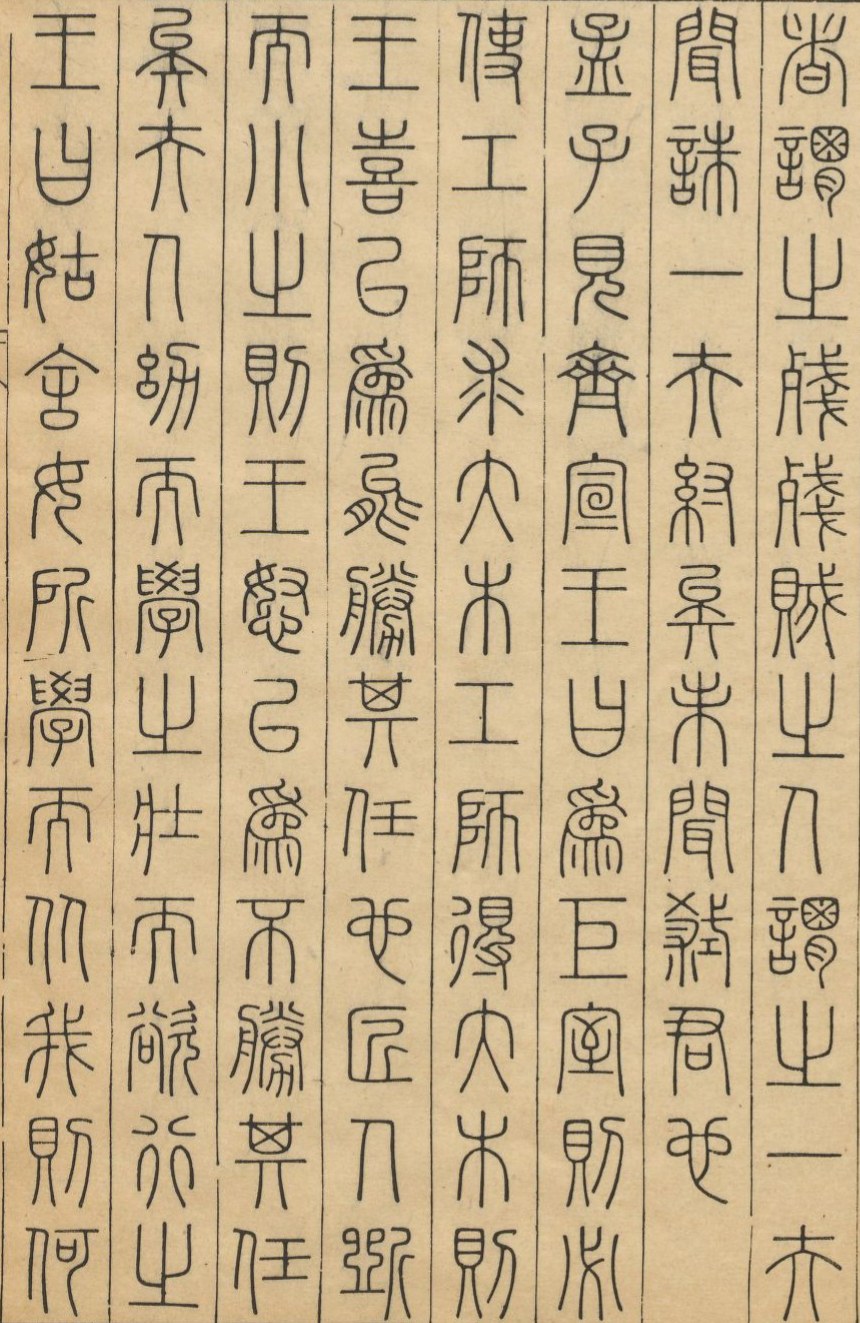 者謂之殘殘賊之人謂之一夫
聞誅一夫紂矣未聞弒君也
孟子見齊宣王曰為巨室則必
使工師求大木工師得大木則
王喜以為能勝其任也匠人斲
而小之則王怒以為不勝其任
矣夫人幼而學之壯而欲行之
王曰姑舍女所學而從我則何